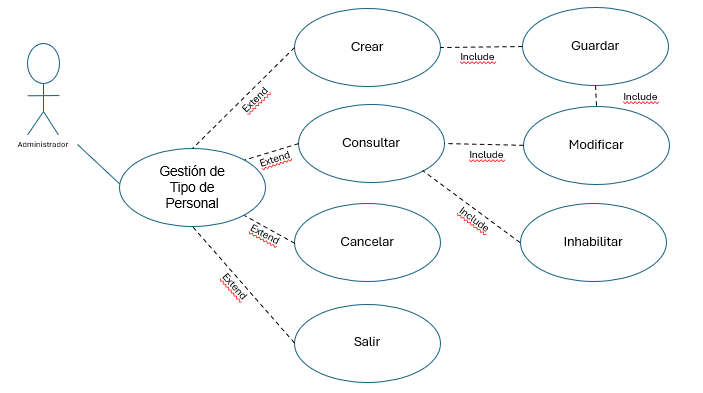 Crear
Include
Guardar
Extend
Include
Administrador
Consultar
Include
Modificar
Extend
Gestión de
Tipo de
Personal
Include
Extend
Cancelar
Inhabilitar
Extend
Salir